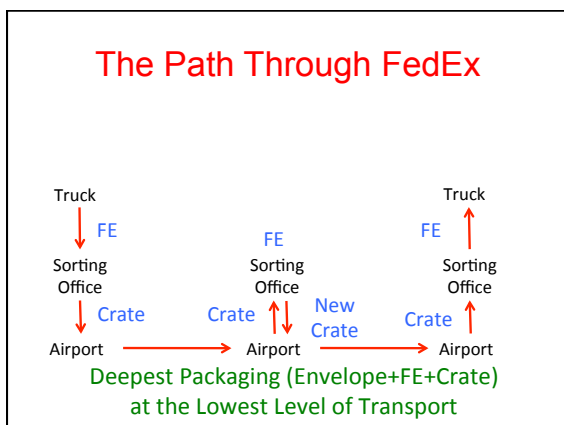 The Path Through FedEx
Truck
Truck
FE
FE
FE
Sorting
Office
Sorting
Office
Sorting
Office
Crate
Crate
New
Crate
Crate
Airport
Airport
Airport
Deepest Packaging (Envelope+FE+Crate)
at the Lowest Level of Transport